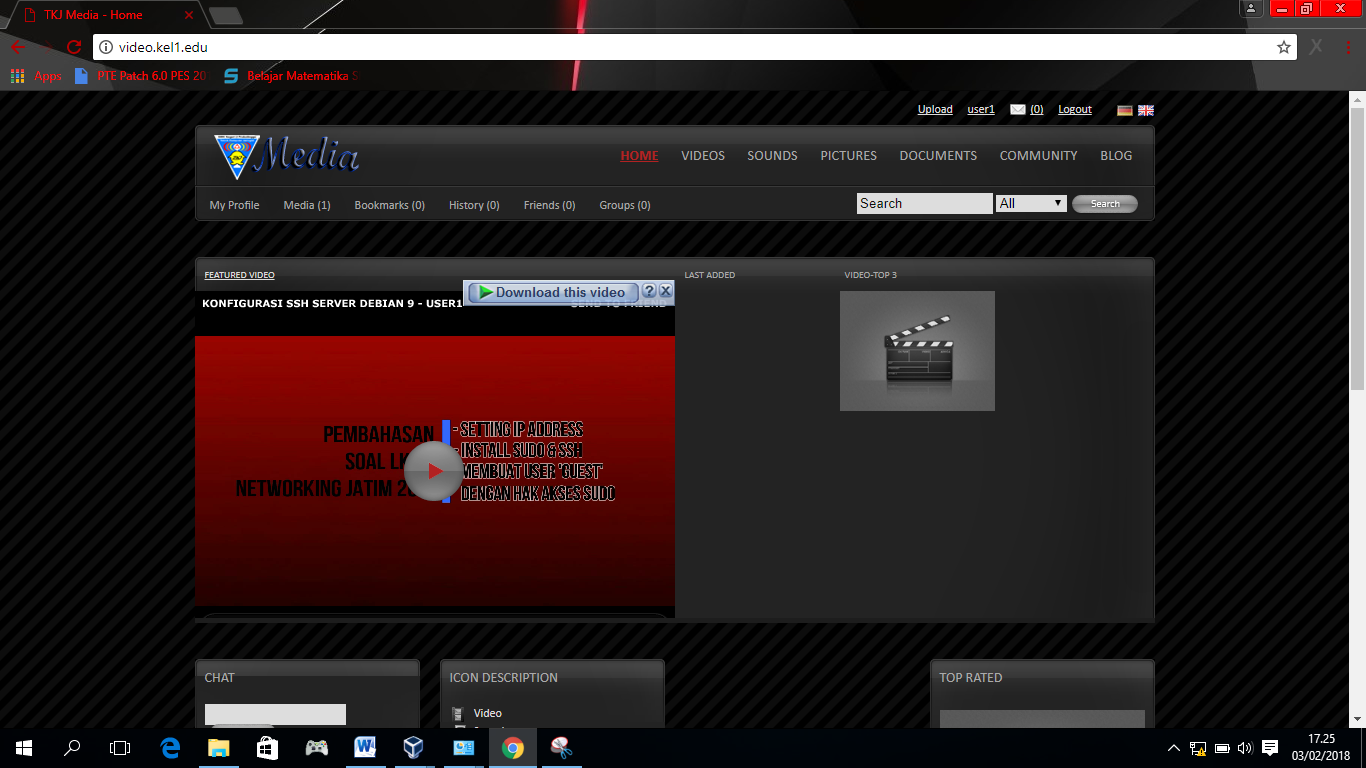 TKJ Media - Home
video.kel1.edu
Apps PTE Patch 6.0 PES 20 Belajar Matematika S
Upload user1 (0) Logout
Media
HOME VIDEOS SOUNDS PICTURES DOCUMENTS COMMUNITY BLOG
My Profile Media (1) Bookmarks (0) History (0) Friends (0) Groups (0)
Search All Search
FEATURED VIDEO
LAST ADDED
VIDEO-TOP 3
KONFIGURASI SSH SERVER DEBIAN 9 - USER1
Download this video ? X
SEND TO FRIEND
PEMBAHASAN
SOAL
NETWORKING JATIM
- SETTING IP ADDRESS
- INSTALL SUDO & SSH
MEMBUAT USER 'GUEST'
DENGAN HAK AKSES SUDO
CHAT
ICON DESCRIPTION
Video
TOP RATED
17.25
03/02/2018